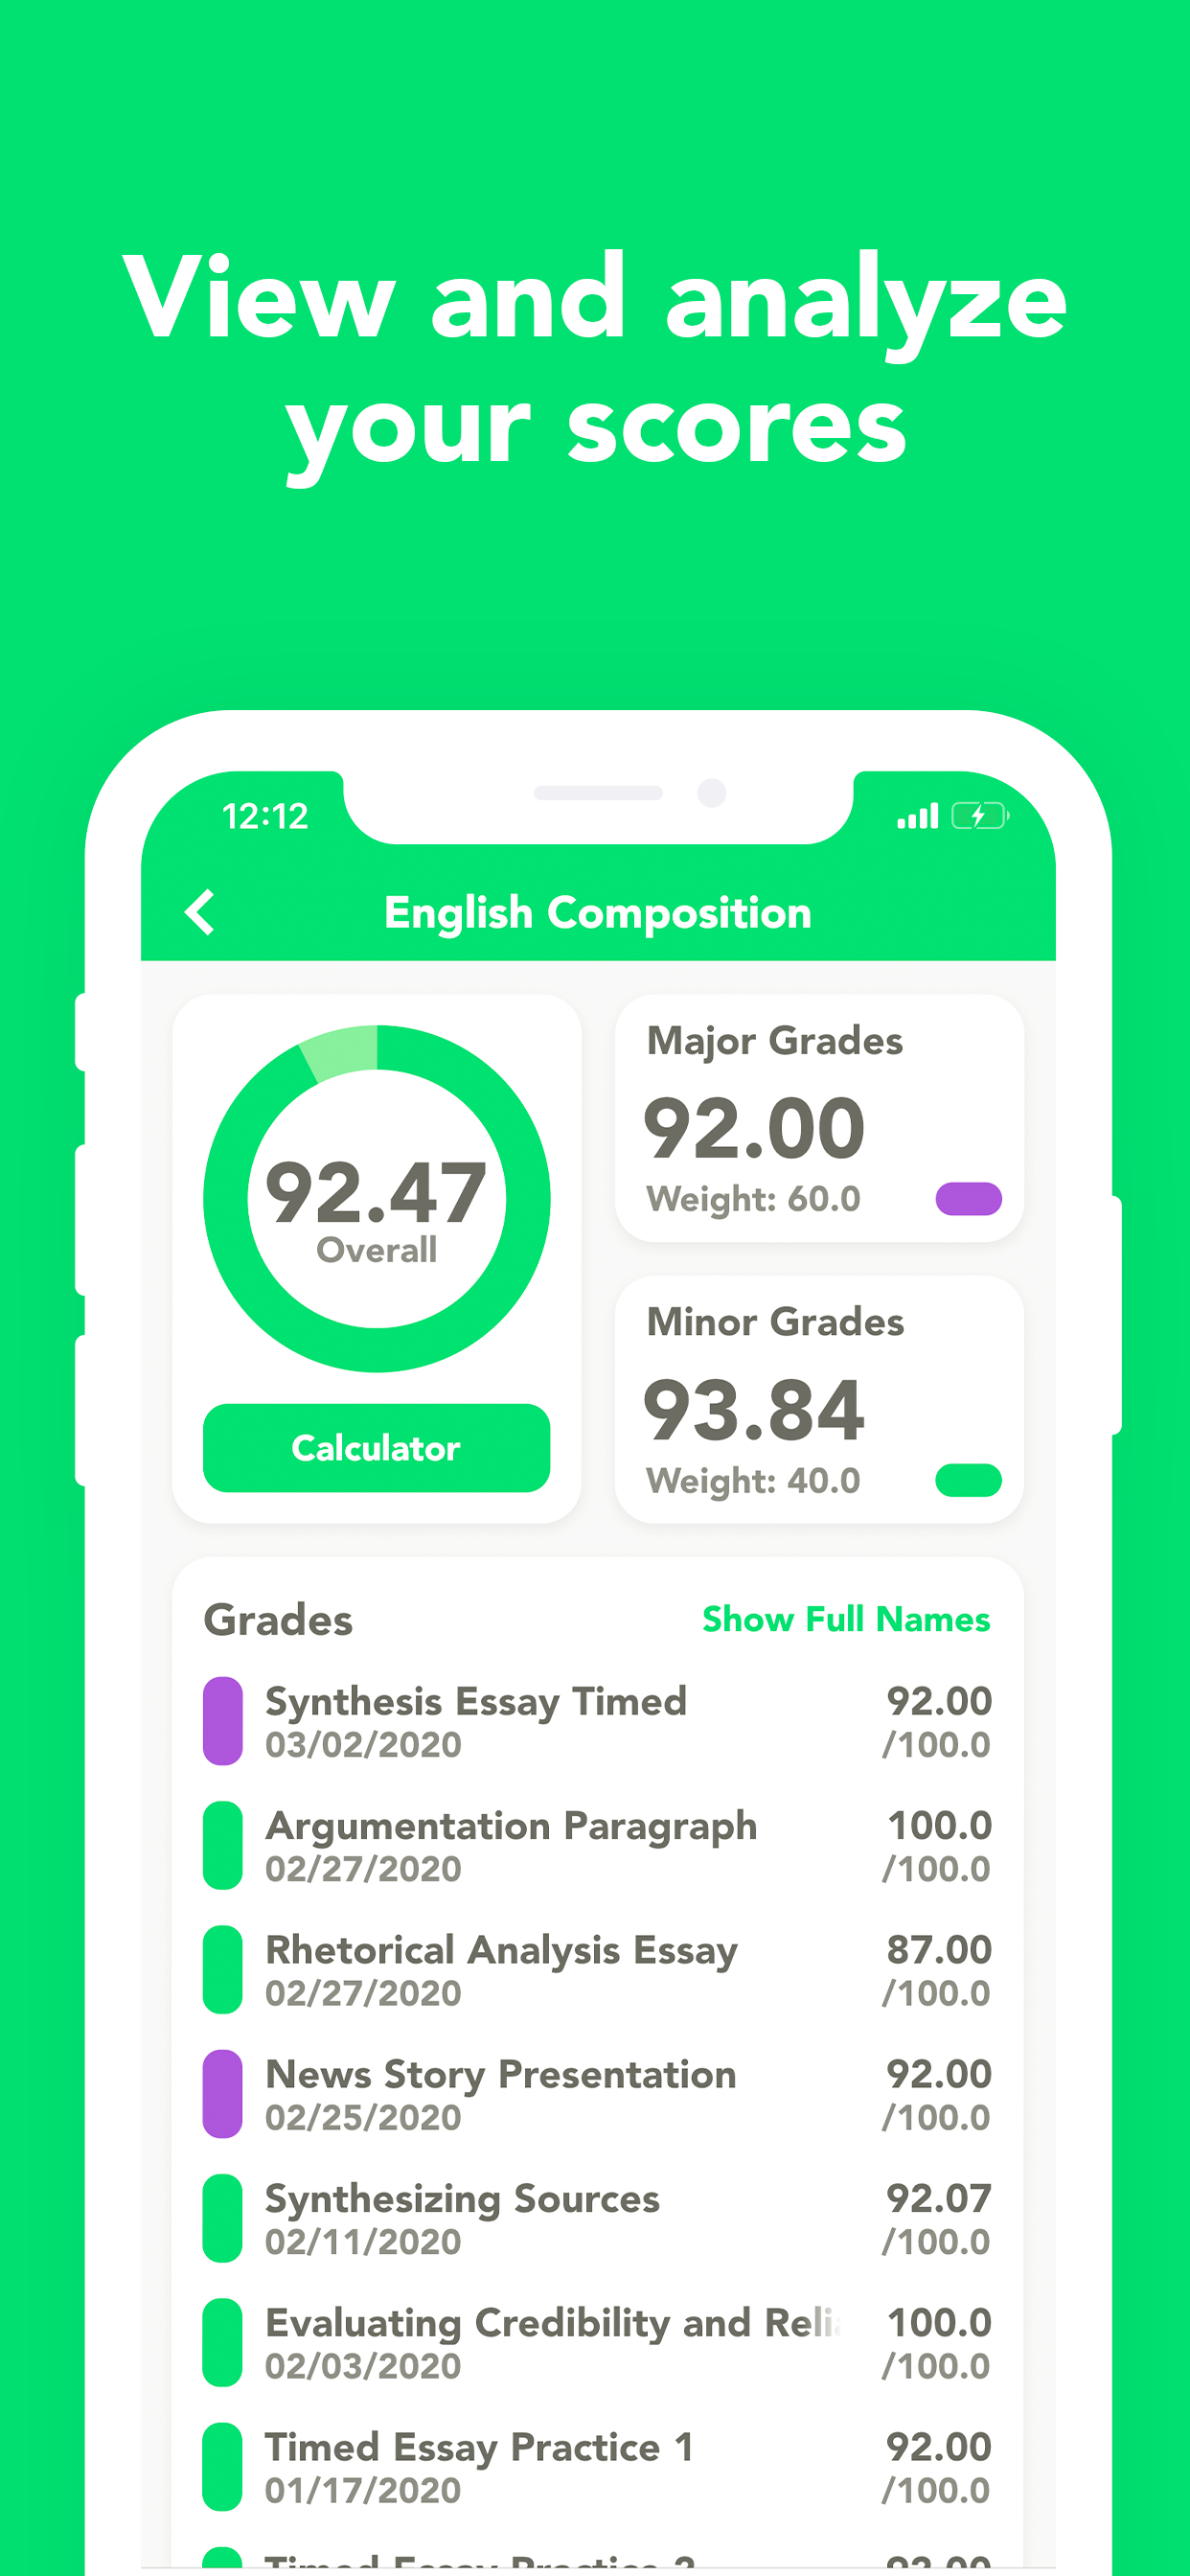 View and analyze
your scores
12:12
English Composition
92.47
Overall
Calculator
Major Grades
92.00
Weight: 60.0
Minor Grades
93.84
Weight: 40.0
Grades
Show Full Names
Synthesis Essay Timed
92.00
03/02/2020
/100.0
Argumentation Paragraph
100.0
02/27/2020
/100.0
Rhetorical Analysis Essay
87.00
02/27/2020
/100.0
News Story Presentation
92.00
02/25/2020
/100.0
Synthesizing Sources
92.07
02/11/2020
/100.0
Evaluating Credibility and
100.0
02/03/2020
/100.0
Timed Essay Practice 1
92.00
01/17/2020
/100.0
Timed Essay Practice